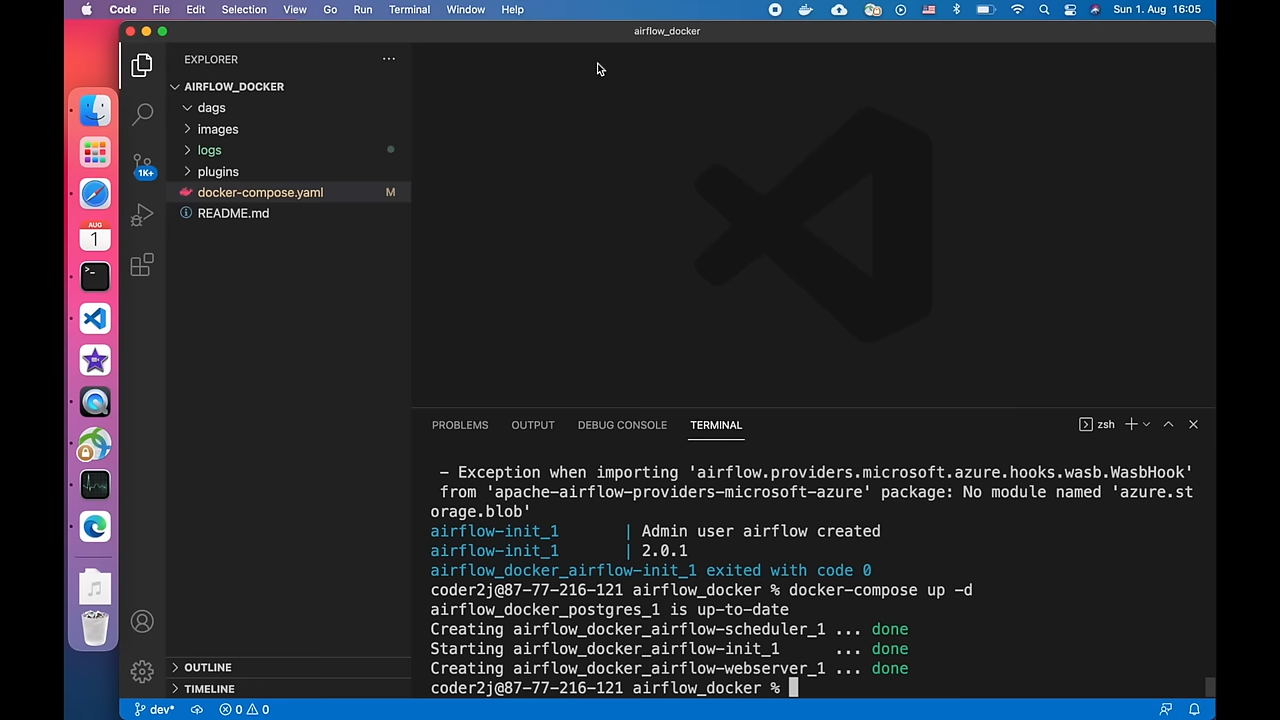 Code File Edit Selection View Go Run Terminal Window Help Sun 1. Aug 16:05
airflow_docker
EXPLORER
AIRFLOW_DOCKER
dags
images
logs
plugins
docker-compose.yaml M
README.md
1K+
AUG
1
OUTLINE
TIMELINE
PROBLEMS OUTPUT DEBUG CONSOLE TERMINAL zsh
- Exception when importing 'airflow.providers.microsoft.azure.hooks.wasb.WasbHook'
from 'apache-airflow-providers-microsoft-azure' package: No module named 'azure.st
orage.blob'
airflow-init_1 | Admin user airflow created
airflow-init_1 | 2.0.1
airflow_docker_airflow-init_1 exited with code 0
coder2j@87-77-216-121 airflow_docker % docker-compose up -d
airflow_docker_postgres_1 is up-to-date
Creating airflow_docker_airflow-scheduler_1 ... done
Starting airflow_docker_airflow-init_1 ... done
Creating airflow_docker_airflow-webserver_1 ... done
coder2j@87-77-216-121 airflow_docker %
dev* 0 0